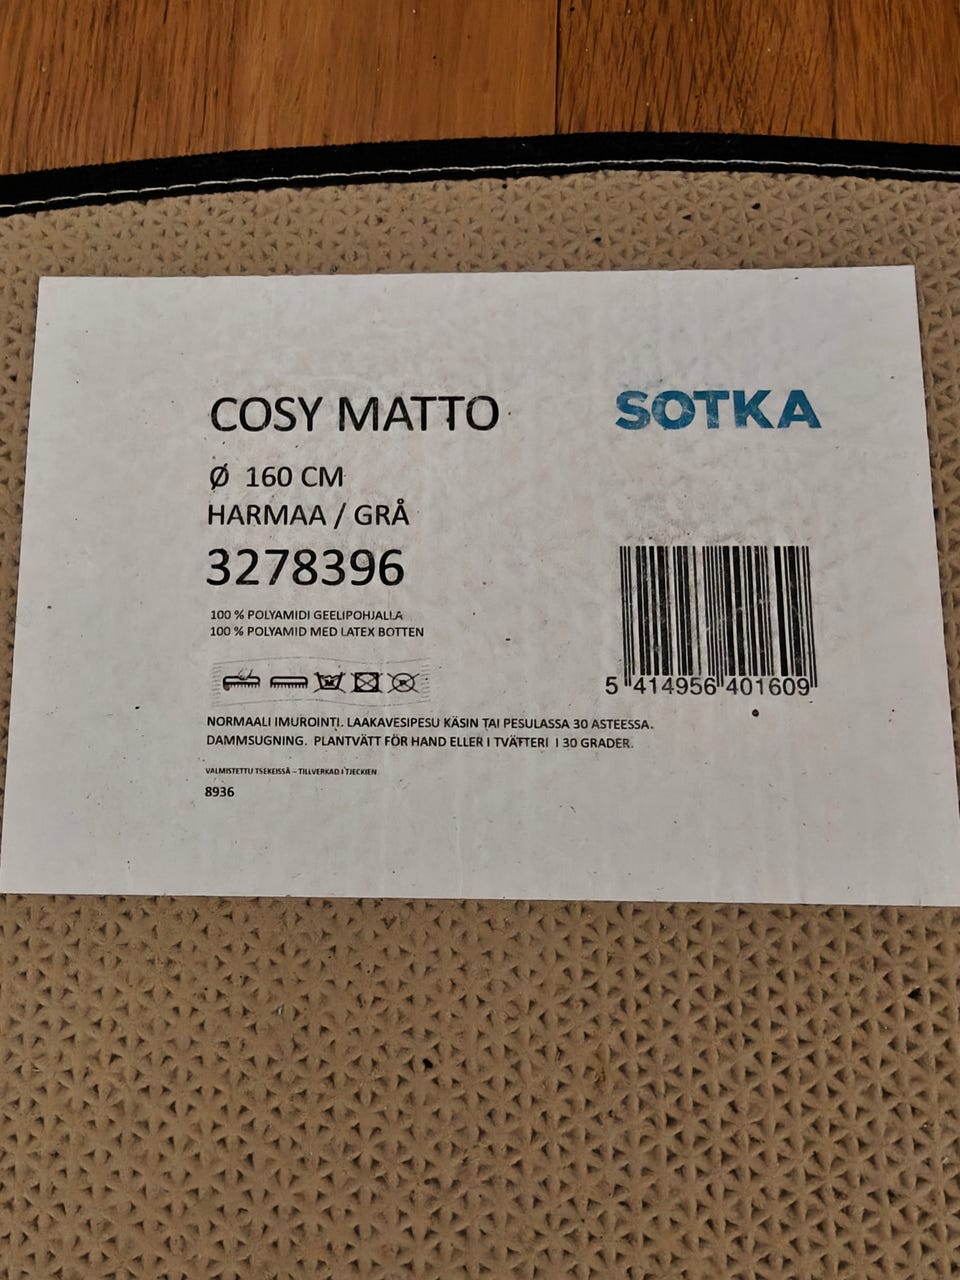 COSY MATTO
SOTKA
Ø 160 CM
HARMAA / GRÅ
3278396
100 % POLYAMIDI GEELIPOHJALLA
100 % POLYAMID MED LATEX BOTTEN
5 414956 401609
NORMAALI IMUROINTI. LAAKAVESIPESU KÄSIN TAI PESULASSA 30 ASTEESSA.
DAMMSUGNING. PLANTVÄTT FÖR HAND ELLER I TVÄTTERI I 30 GRADER.
VALMISTETTU TSEKEISSÄ – TILLVERKAD I TJECKIEN
8936